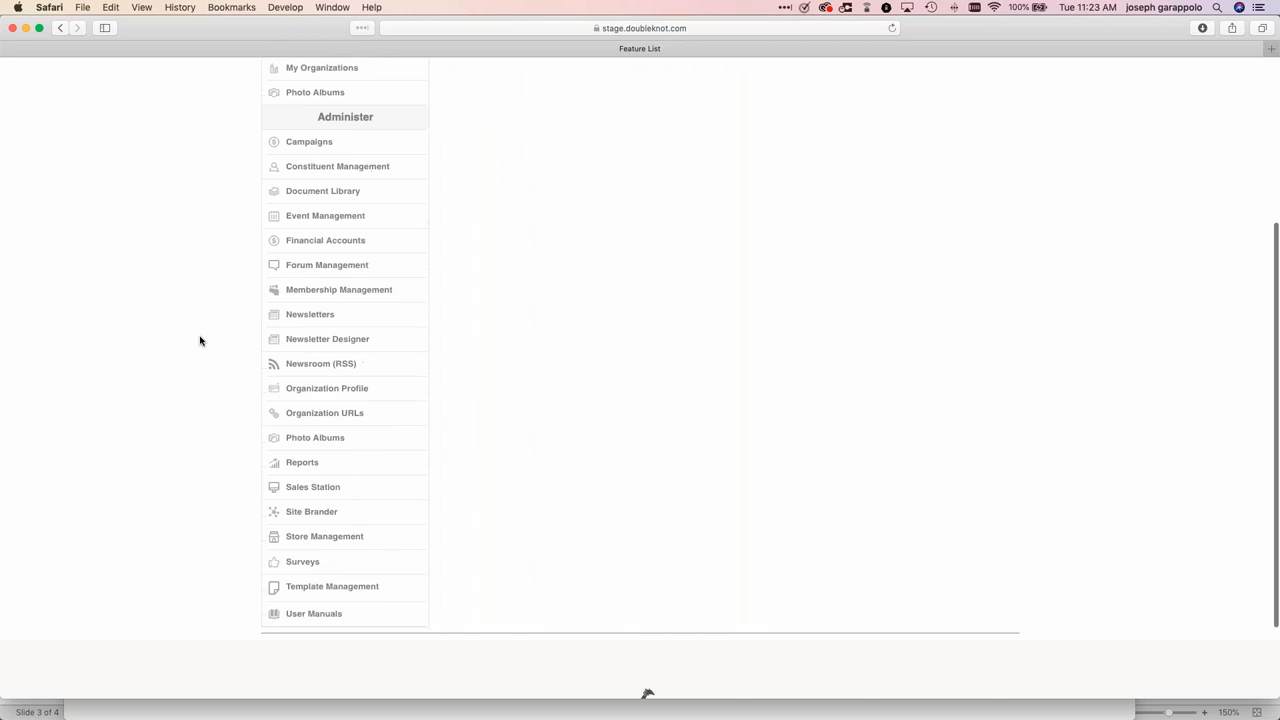 Safari File Edit View History Bookmarks Develop Window Help 100% Tue 11:23 AM joseph garappolo
stage.doubleknot.com
Feature List
My Organizations
Photo Albums
Administer
Campaigns
Constituent Management
Document Library
Event Management
Financial Accounts
Forum Management
Membership Management
Newsletters
Newsletter Designer
Newsroom (RSS)
Organization Profile
Organization URLs
Photo Albums
Reports
Sales Station
Site Brander
Store Management
Surveys
Template Management
User Manuals
Slide 3 of 4 150%